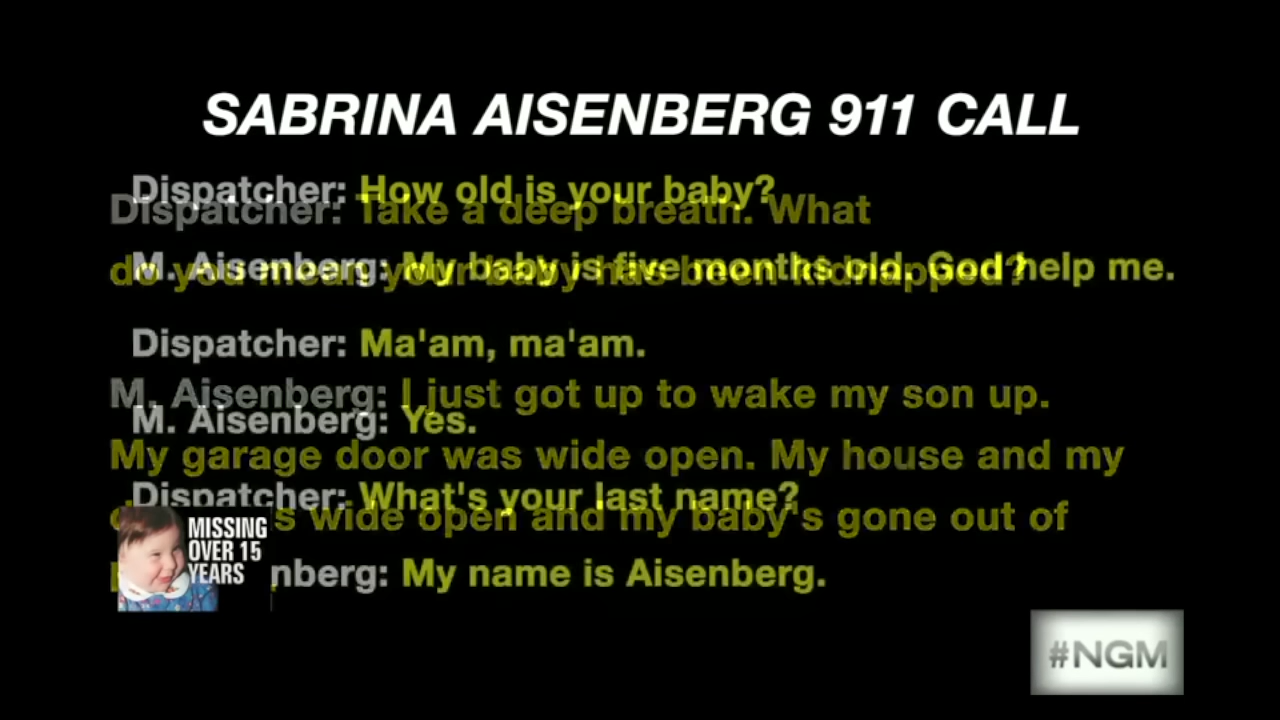 SABRINA AISENBERG 911 CALL
Dispatcher: How old is your baby?
Dispatcher: Take a deep breath. What
M. Aisenberg: My baby is five months old. God help me.
do you mean your baby has been kidnapped?
Dispatcher: Ma'am, ma'am.
M. Aisenberg: I just got up to wake my son up.
M. Aisenberg: Yes.
My garage door was wide open. My house and my
Dispatcher: What's your last name?
wide open and my baby's gone out of
nberg: My name is Aisenberg.
MISSING
OVER 15
YEARS
#NGM